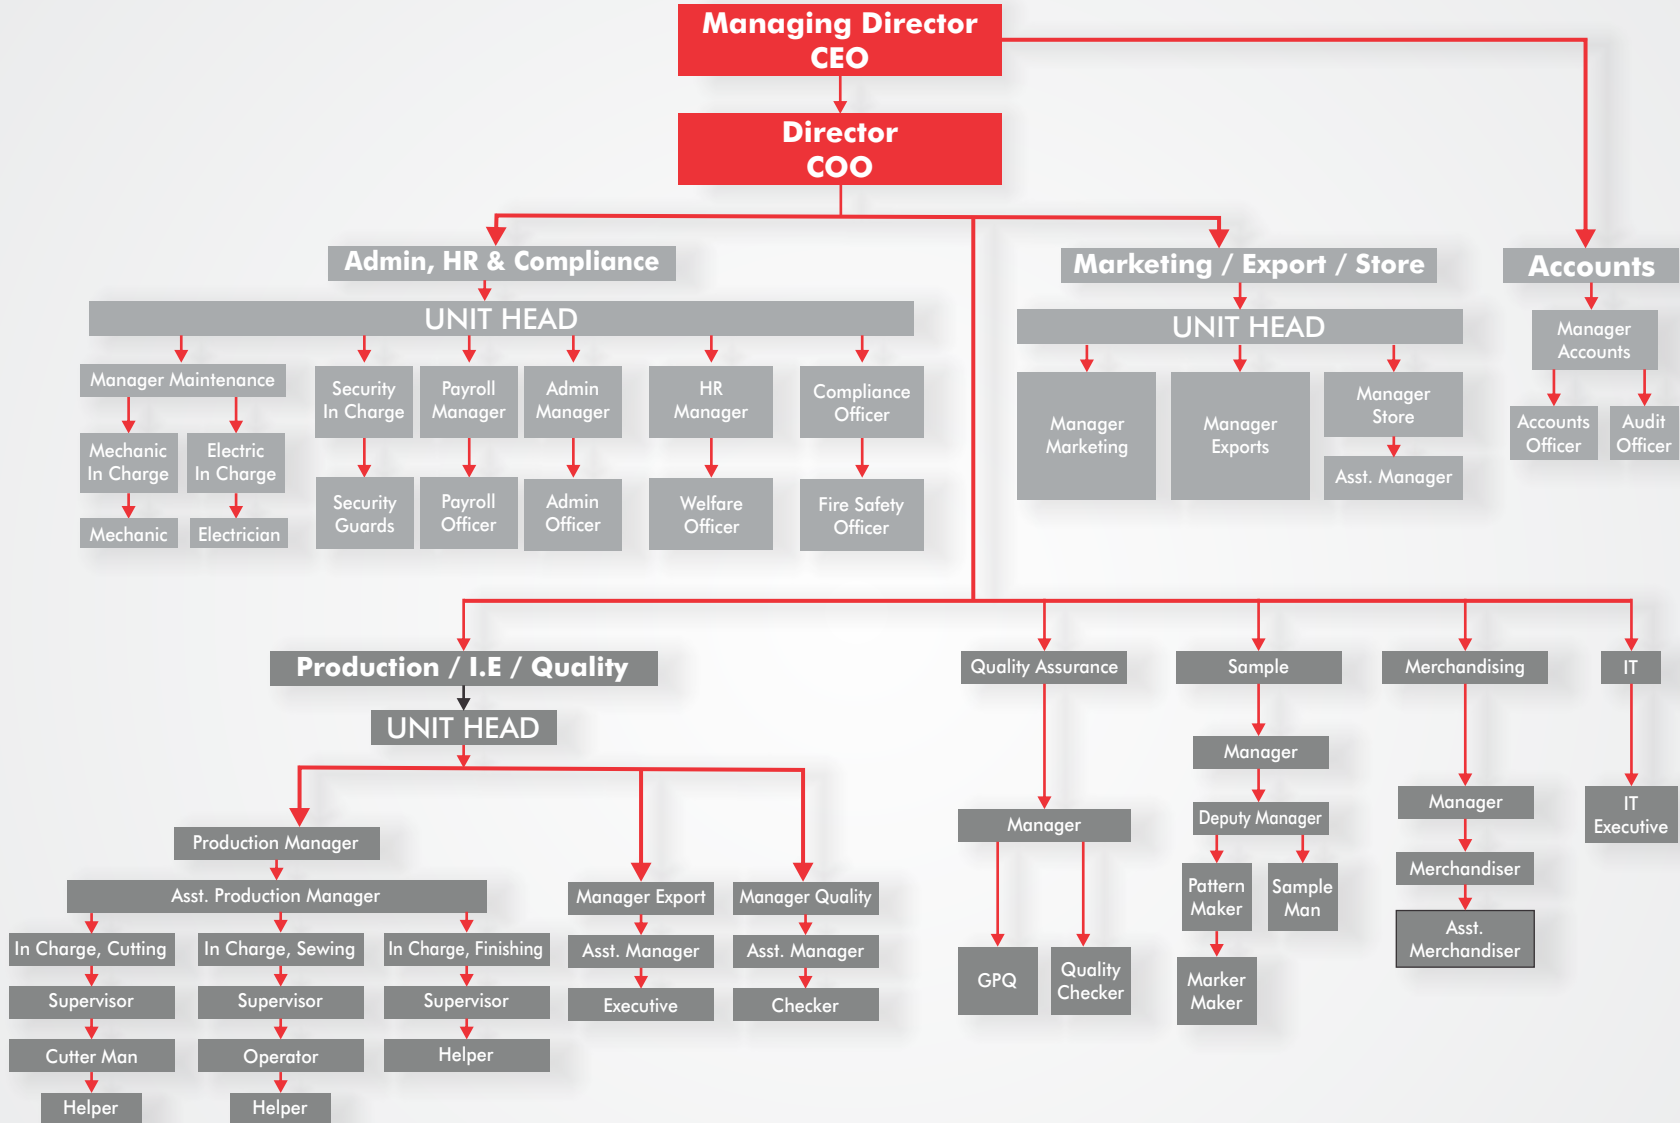 Managing Director
CEO
Director
COO
Admin, HR & Compliance
UNIT HEAD
Manager Maintenance
Mechanic
In Charge
Mechanic
Electric
In Charge
Electrician
Security
In Charge
Security
Guards
Payroll
Manager
Payroll
Officer
Admin
Manager
Admin
Officer
HR
Manager
Welfare
Officer
Compliance
Officer
Fire Safety
Officer
Marketing / Export / Store
UNIT HEAD
Manager
Marketing
Manager
Exports
Manager
Store
Asst. Manager
Accounts
Manager
Accounts
Accounts
Officer
Audit
Officer
Production / I.E / Quality
UNIT HEAD
Production Manager
Asst. Production Manager
In Charge, Cutting
Supervisor
Cutter Man
Helper
In Charge, Sewing
Supervisor
Operator
Helper
In Charge, Finishing
Supervisor
Helper
Manager Export
Asst. Manager
Executive
Manager Quality
Asst. Manager
Checker
Quality Assurance
Manager
GPQ
Quality
Checker
Sample
Manager
Deputy Manager
Pattern
Maker
Marker
Maker
Sample
Man
Merchandising
Manager
Merchandiser
Asst.
Merchandiser
IT
IT
Executive